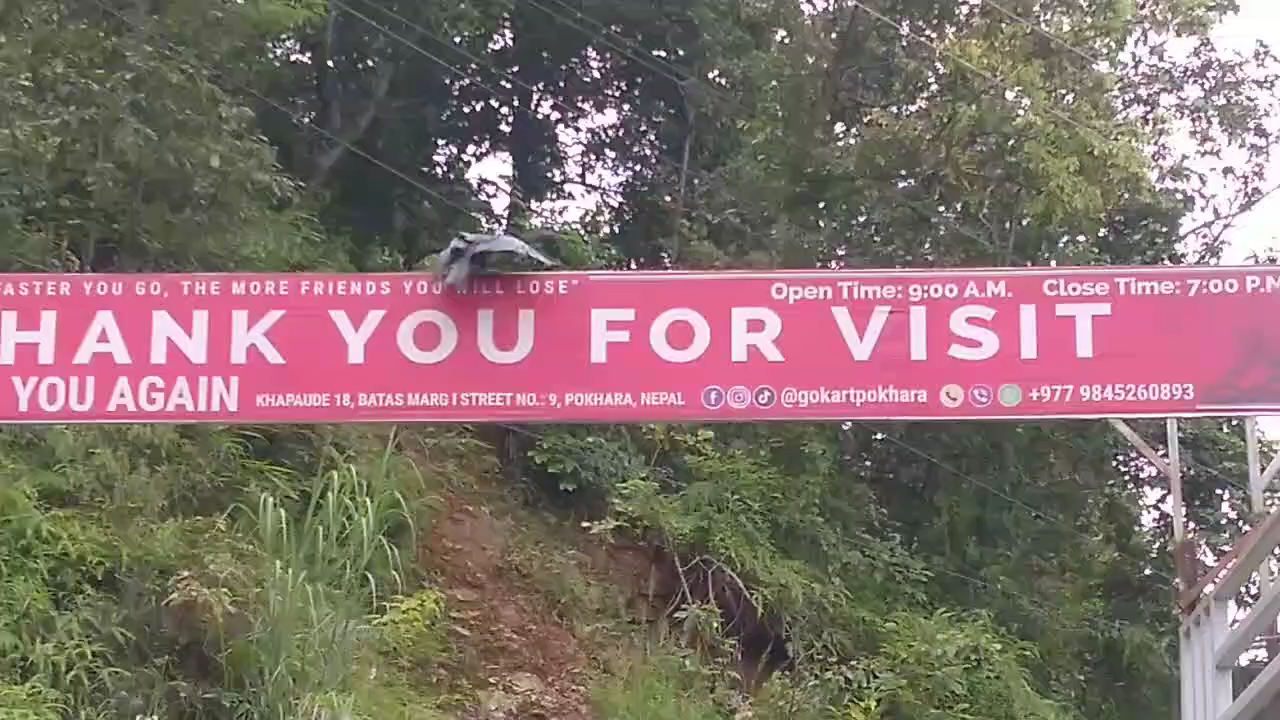 ASTER YOU GO, THE MORE FRIENDS YOU WILL LOSE"
Open Time: 9:00 A.M. Close Time: 7:00 P.M
HANK YOU FOR VISIT
YOU AGAIN
KHAPAUDE 18, BATAS MARG I STREET NO.: 9, POKHARA, NEPAL
@gokartpokhara
+977 9845260893